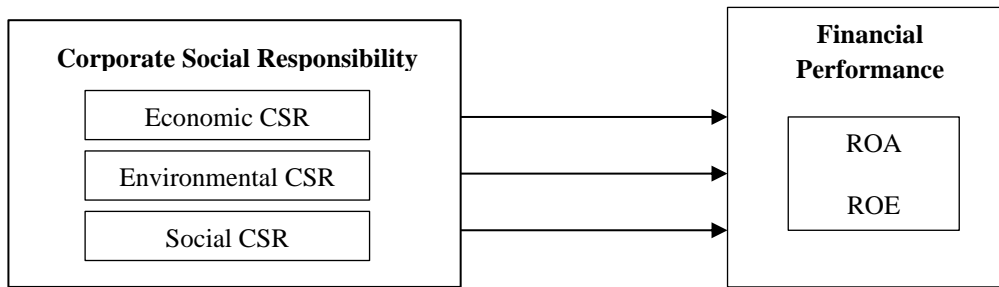 Corporate Social Responsibility
Economic CSR
Environmental CSR
Social CSR
Financial
Performance
ROA
ROE